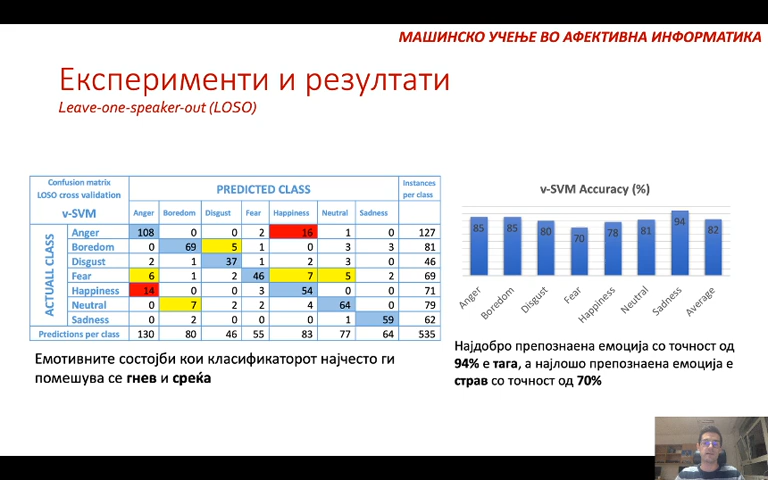 МАШИНСКО УЧЕЊЕ ВО АФЕКТИВНА ИНФОРМАТИКА
Експерименти и резултати
Leave-one-speaker-out (LOSO)
Confusion matrix
LOSO cross validation
PREDICTED CLASS
Instances
per class
v-SVM
Anger Boredom Disgust Fear Happiness Neutral Sadness
ACTUALL CLASS
Anger 108 0 0 2 16 1 0 127
Boredom 0 69 5 1 0 3 3 81
Disgust 2 1 37 1 2 3 0 46
Fear 6 1 2 46 7 5 2 69
Happiness 14 0 0 3 54 0 0 71
Neutral 0 7 2 2 4 64 0 79
Sadness 0 2 0 0 0 1 59 62
Predictions per class 130 80 46 55 83 77 64 535
Емотивните состојби кои класификаторот најчесто ги
помешува се гнев и среќа
v-SVM Accuracy (%)
85 85 80 70 78 81 94 82
Anger Boredom Disgust Fear Happiness Neutral Sadness Average
Најдобро препознаена емоција со точност од
94% е тага, а најлошо препознаена емоција е
страв со точност од 70%